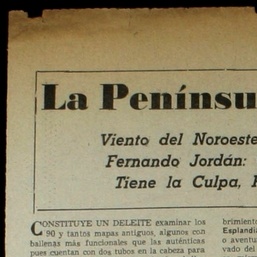 La Penínsu
Viento del Noroeste
Fernando Jordán:
Tiene la Culpa,
CONSTITUYE UN DELEITE examinar los
90 y tantos mapas antiguos, algunos con
ballenas más funcionales que las auténticas
pues cuentan con dos tubos en la cabeza para
brimiento
Esplandi
o aventu
vado del